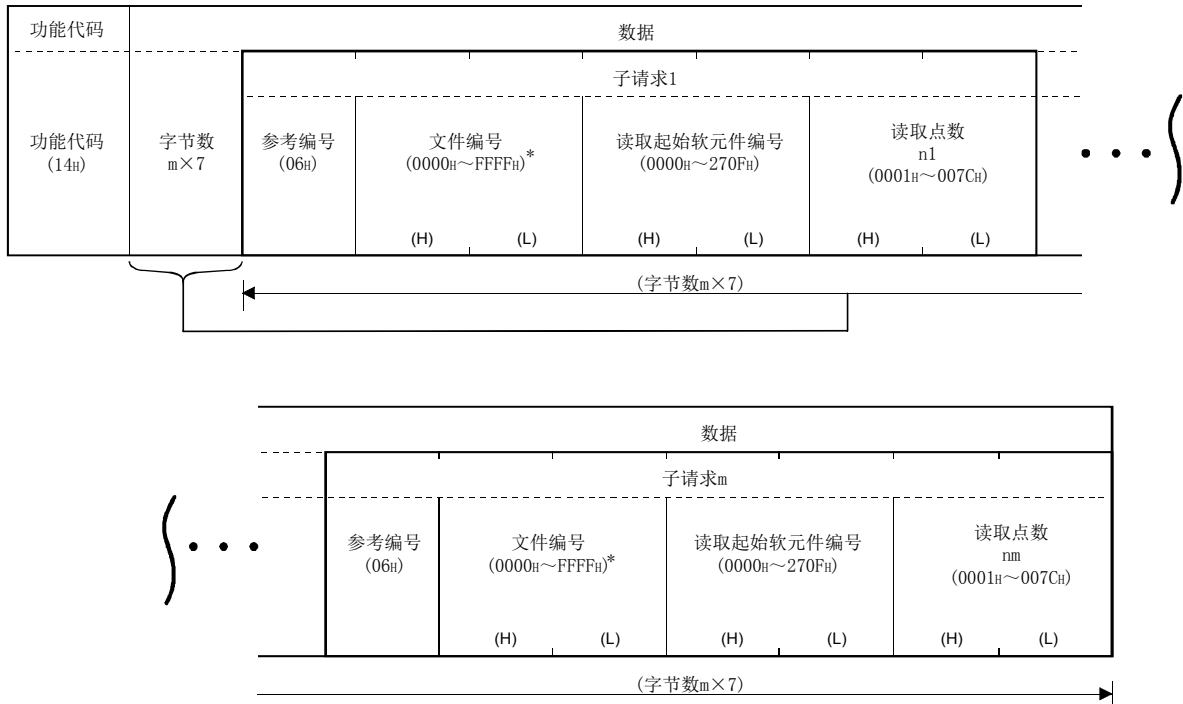 功能代码
数据
子请求1
功能代码
(14H)
字节数
m×7
参考编号
(06H)
文件编号
(0000H～FFFFH)*
(H) (L)
读取起始软元件编号
(0000H～270FH)
(H) (L)
读取点数
n1
(0001H～007CH)
(H) (L)
(字节数m×7)
数据
子请求m
参考编号
(06H)
文件编号
(0000H～FFFFH)*
(H) (L)
读取起始软元件编号
(0000H～270FH)
(H) (L)
读取点数
nm
(0001H～007CH)
(H) (L)
(字节数m×7)